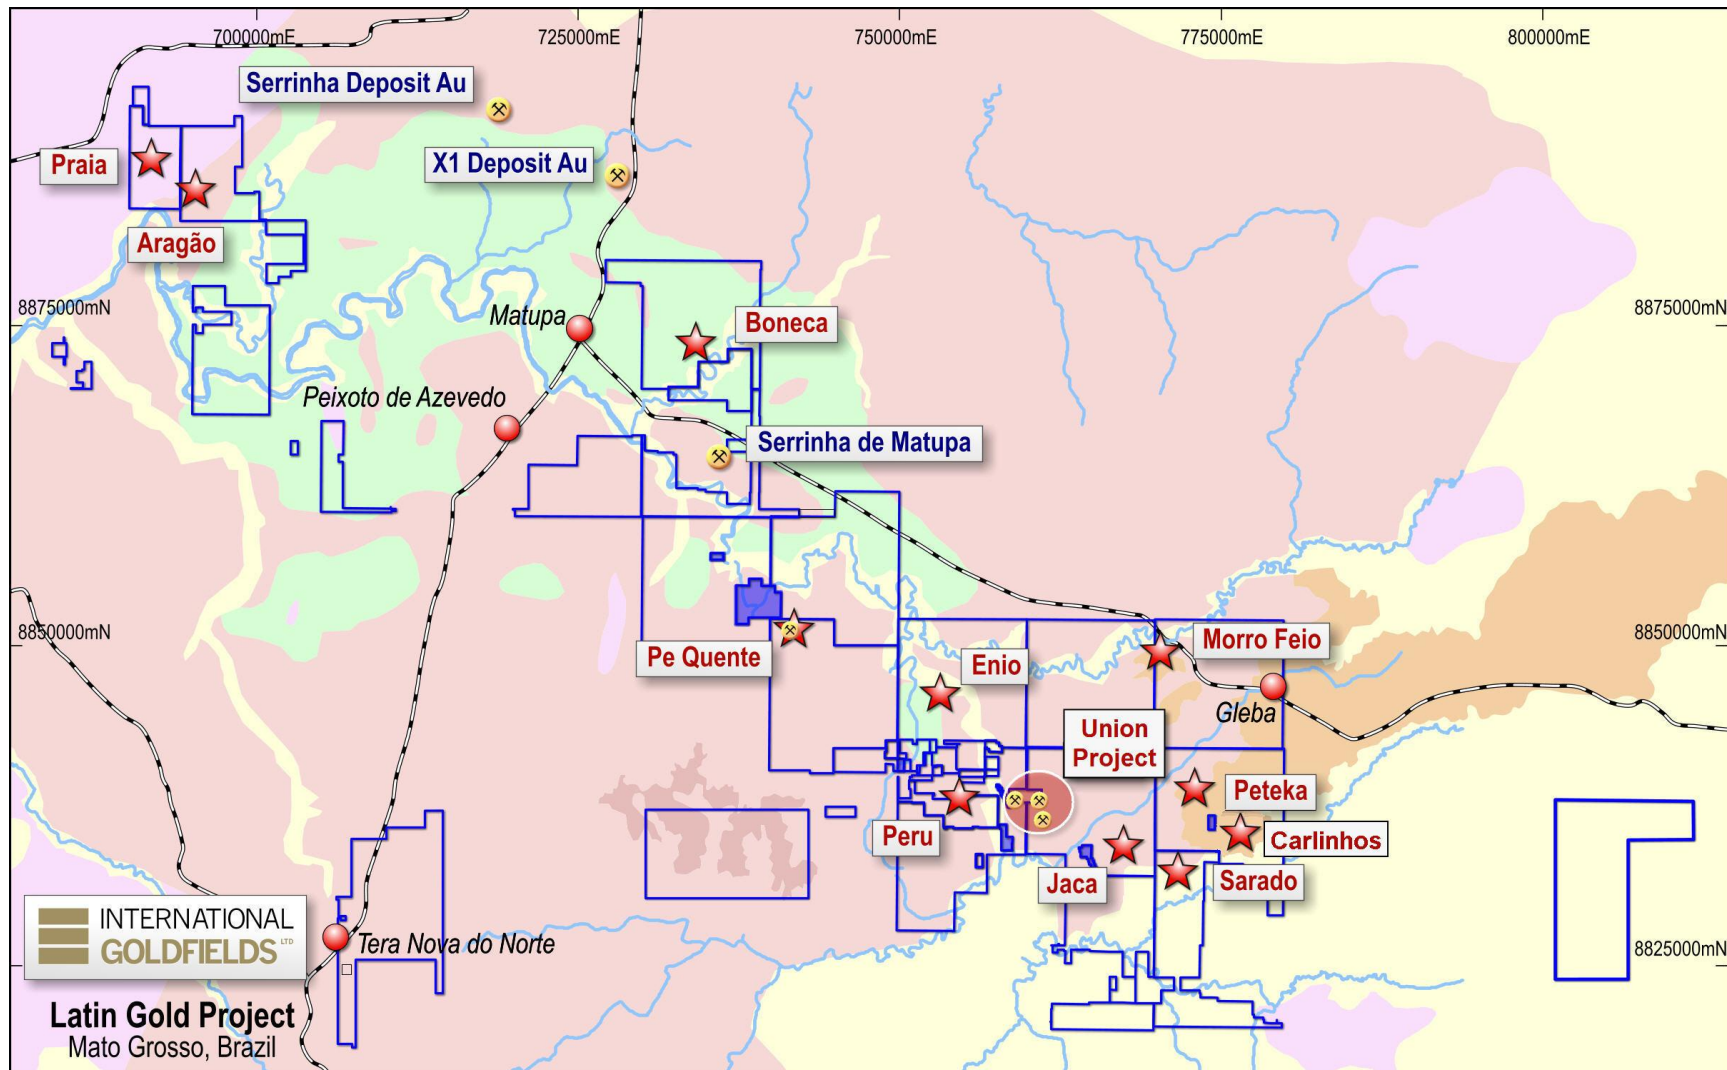 700000mE
725000mE
750000mE
775000mE
800000mE
Serrinha Deposit Au
X1 Deposit Au
Praia
Aragão
8875000mN
8875000mN
Matupa
Boneca
Peixoto de Azevedo
Serrinha de Matupa
8850000mN
8850000mN
Pe Quente
Enio
Morro Feio
Gleba
Union
Project
Peteka
Peru
Carlinhos
Jaca
Sarado
INTERNATIONAL
GOLDFIELDS LTD
Tera Nova do Norte
8825000mN
Latin Gold Project
Mato Grosso, Brazil